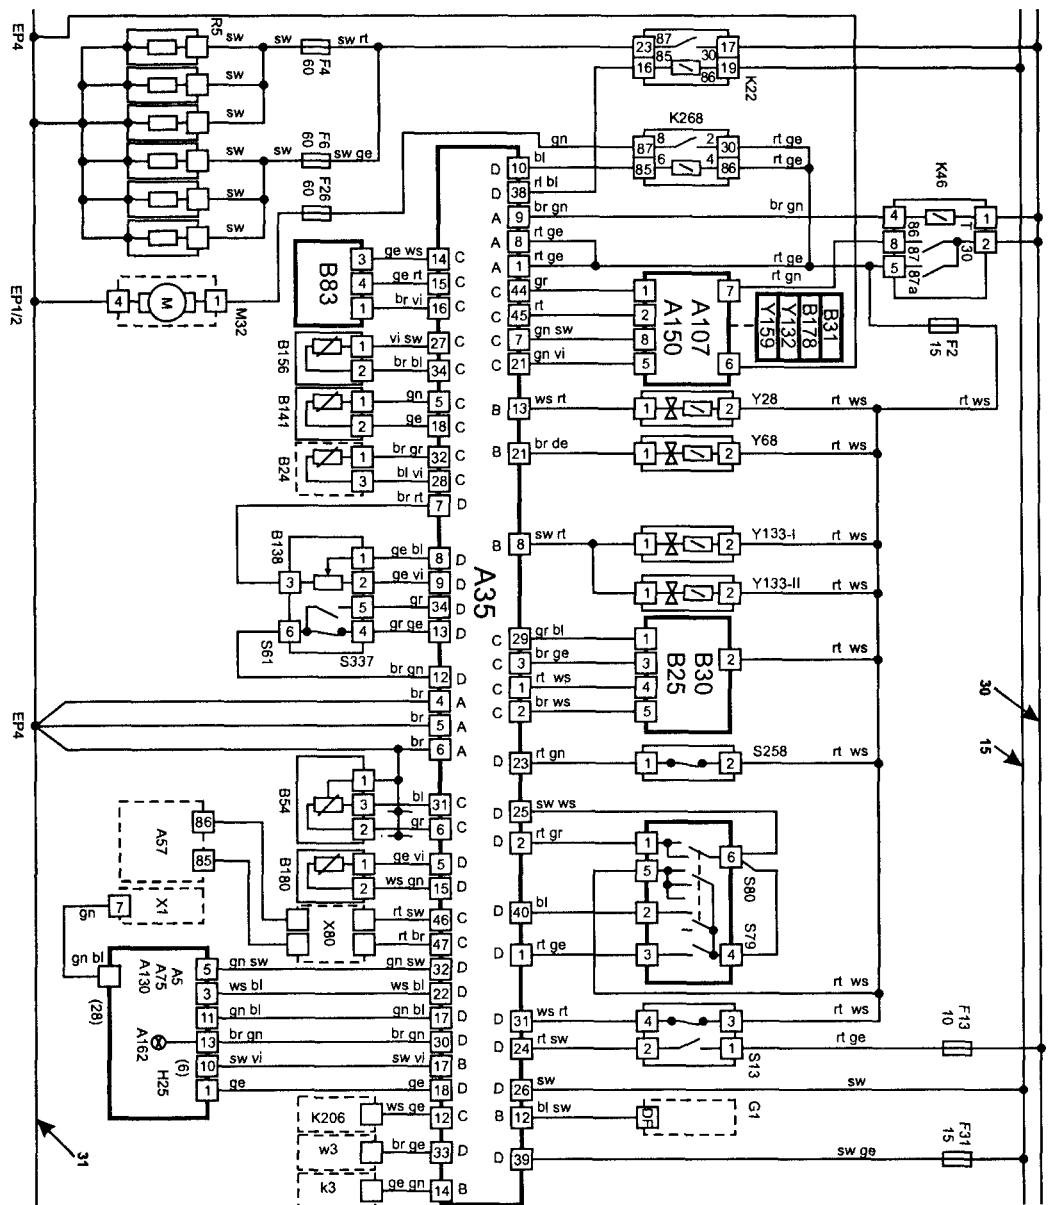 EP4
R5
sw
sw
sw rt
F4
60
sw
sw
sw
sw
F6
60
sw ge
sw
sw
F26
60
23
87
30
17
16
85
86
19
K22
K268
gn
87
8
2
30
rt ge
bl
85
6
4
86
rt ge
K46
D 10
D 38 rt bl
A 9 br gn
br gn
4
86
T
1
A 8 rt ge
8
87
30
2
A 1 rt ge
rt ge
5
87a
rt gn
C 44 gr 1
C 45 rt 2
C 7 gn sw 8
C 21 gn vi 5
A107
A150
7
6
B31
B178
Y132
Y159
F2
15
B83
3 ge ws 14 C
4 ge rt 15 C
1 br vi 16 C
EP1/2
4
M
1
M32
B156
1 vi sw 27 C
2 br bl 34 C
B141
1 gn 5 C
2 ge 18 C
B24
1 br gr 32 C
3 bl vi 28 C
br rt 7 D
B 13 ws rt 1 2 Y28 rt ws
rt ws
B 21 br de 1 2 Y68 rt ws
B 8 sw rt 1 2 Y133-I rt ws
1 2 Y133-II rt ws
B138
3
1 ge bl 8 D
2 ge vi 9 D
5 gr 34 D
6
4 gr ge 13 D
S61
S337
A35
br gn 12 D
br 4 A
br 5 A
br 6 A
EP4
C 29 gr bl 1
C 3 br ge 3
C 1 rt ws 4
C 2 br ws 5
B30
B25
2 rt ws
30
15
D 23 rt gn 1 2 S258 rt ws
B54
1
3 bl 31 C
2 gr 6 C
B180
1 ge vi 5 D
2 ws gn 15 D
A57
86
85
X1
7
gn
X80
rt sw 46 C
rt br 47 C
D 25 sw ws
D 2 rt gr 1
5
6
S80
D 40 bl 2
D 1 rt ge 3
4
S79
rt ws
gn bl
(28)
A5
A75
A130
A162
H25
(6)
5 gn sw gn sw 32 D
3 ws bl ws bl 22 D
11 gn bl gn bl 17 D
13 br gn br gn 30 D
10 sw vi sw vi 17 B
1 ge ge 18 D
D 31 ws rt 4 3 rt ws
D 24 rt sw 2 1 rt ge
S13
F13
10
D 26 sw sw
B 12 bl sw DF
G1
D 39 sw ge
F31
15
K206 ws ge 12 C
w3 br ge 33 D
k3 ge gn 14 B
31